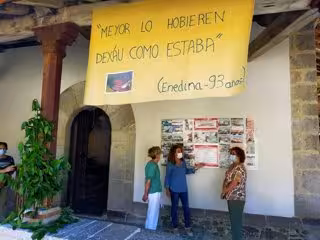 "MEYOR LO HOBIEREN
DEXÁU COMO ESTABA"
(Enedina-93 años)